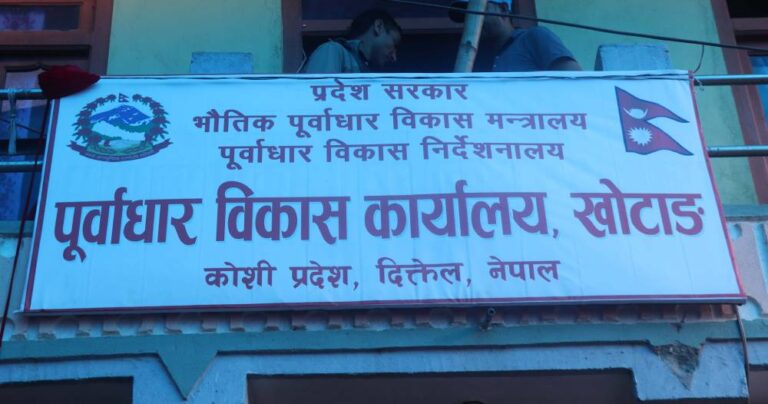 प्रदेश सरकार
भौतिक पूर्वाधार विकास मन्त्रालय
पूर्वाधार विकास निर्देशनालय
पूर्वाधार विकास कार्यालय, खोटाङ
कोशी प्रदेश, दिक्तेल, नेपाल